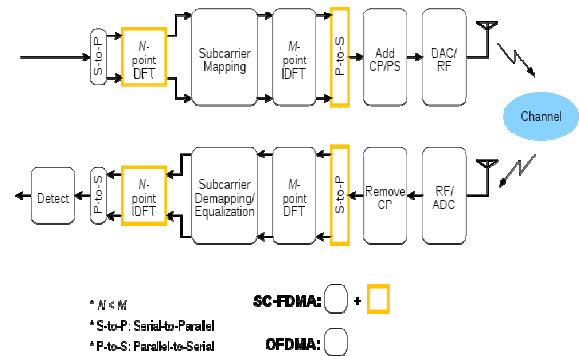 S-to-P
N-
point
DFT
Subcarrier
Mapping
M-
point
IDFT
P-to-S
Add
CP/PS
DAC/
RF
Channel
Detect
P-to-S
N-
point
IDFT
Subcarrier
Demapping/
Equalization
M-
point
DFT
S-to-P
Remove
CP
RF/
ADC
* N < M
* S-to-P: Serial-to-Parallel
* P-to-S: Parallel-to-Serial
SC-FDMA: +
OFDMA: